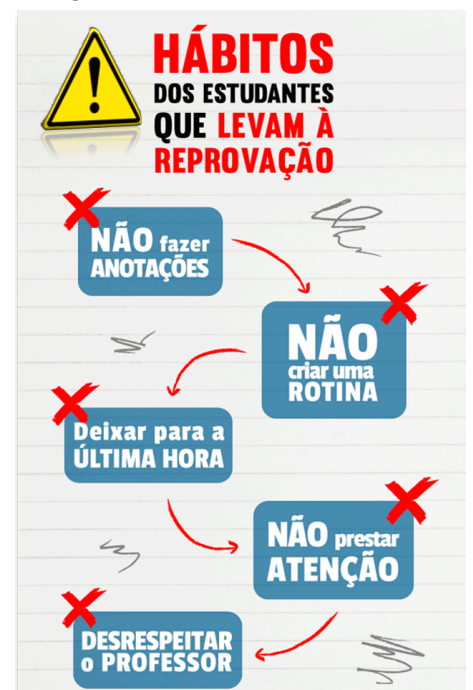 HÁBITOS
DOS ESTUDANTES
QUE LEVAM À
REPROVAÇÃO
NÃO fazer
ANOTAÇÕES
NÃO
criar uma
ROTINA
Deixar para a
ÚLTIMA HORA
NÃO prestar
ATENÇÃO
DESRESPEITAR
o PROFESSOR